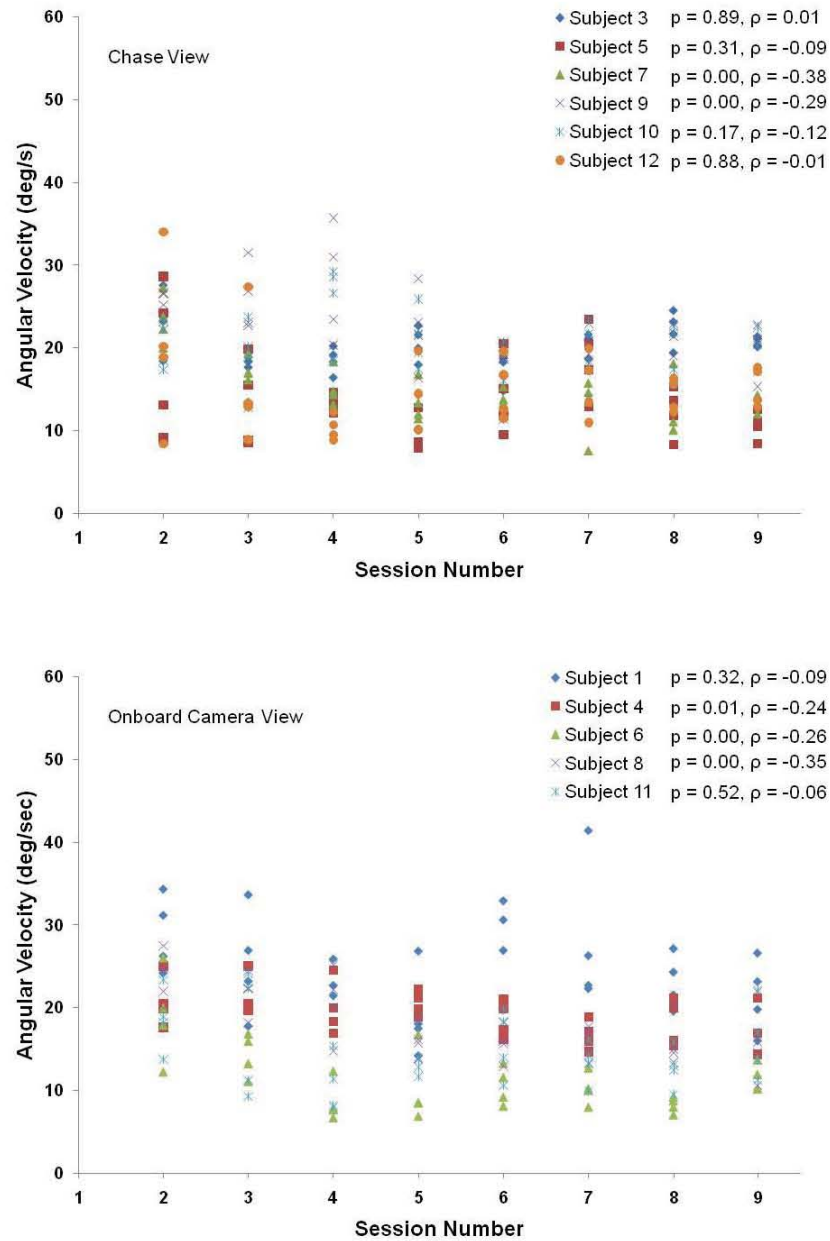 60
50
40
30
20
10
0
Angular Velocity (deg/s)
Chase View
Subject 3 p = 0.89, ρ = 0.01
Subject 5 p = 0.31, ρ = -0.09
Subject 7 p = 0.00, ρ = -0.38
Subject 9 p = 0.00, ρ = -0.29
Subject 10 p = 0.17, ρ = -0.12
Subject 12 p = 0.88, ρ = -0.01
1 2 3 4 5 6 7 8 9
Session Number
60
50
40
30
20
10
0
Angular Velocity (deg/sec)
Onboard Camera View
Subject 1 p = 0.32, ρ = -0.09
Subject 4 p = 0.01, ρ = -0.24
Subject 6 p = 0.00, ρ = -0.26
Subject 8 p = 0.00, ρ = -0.35
Subject 11 p = 0.52, ρ = -0.06
1 2 3 4 5 6 7 8 9
Session Number